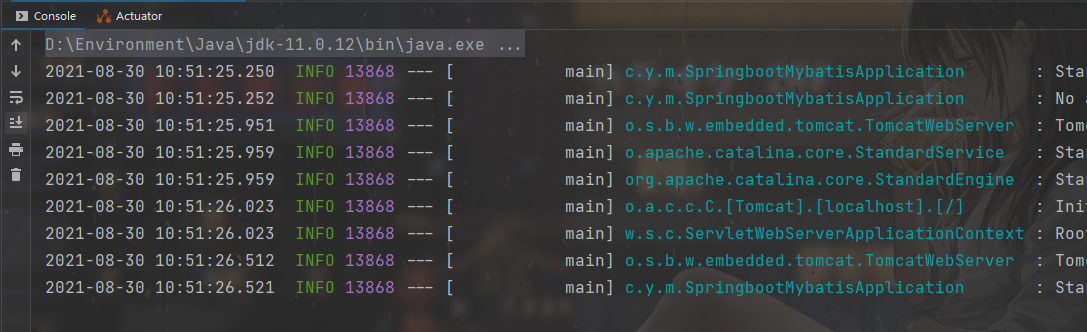 Console Actuator
D:\Environment\Java\jdk-11.0.12\bin\java.exe ...
2021-08-30 10:51:25.250  INFO 13868 --- [           main] c.y.m.SpringbootMybatisApplication       : Star
2021-08-30 10:51:25.252  INFO 13868 --- [           main] c.y.m.SpringbootMybatisApplication       : No a
2021-08-30 10:51:25.951  INFO 13868 --- [           main] o.s.b.w.embedded.tomcat.TomcatWebServer  : Tomc
2021-08-30 10:51:25.959  INFO 13868 --- [           main] o.apache.catalina.core.StandardService   : Star
2021-08-30 10:51:25.959  INFO 13868 --- [           main] org.apache.catalina.core.StandardEngine  : Star
2021-08-30 10:51:26.023  INFO 13868 --- [           main] o.a.c.c.C.[Tomcat].[localhost].[/]       : Init
2021-08-30 10:51:26.023  INFO 13868 --- [           main] w.s.c.ServletWebServerApplicationContext : Root
2021-08-30 10:51:26.512  INFO 13868 --- [           main] o.s.b.w.embedded.tomcat.TomcatWebServer  : Tomc
2021-08-30 10:51:26.521  INFO 13868 --- [           main] c.y.m.SpringbootMybatisApplication       : Star